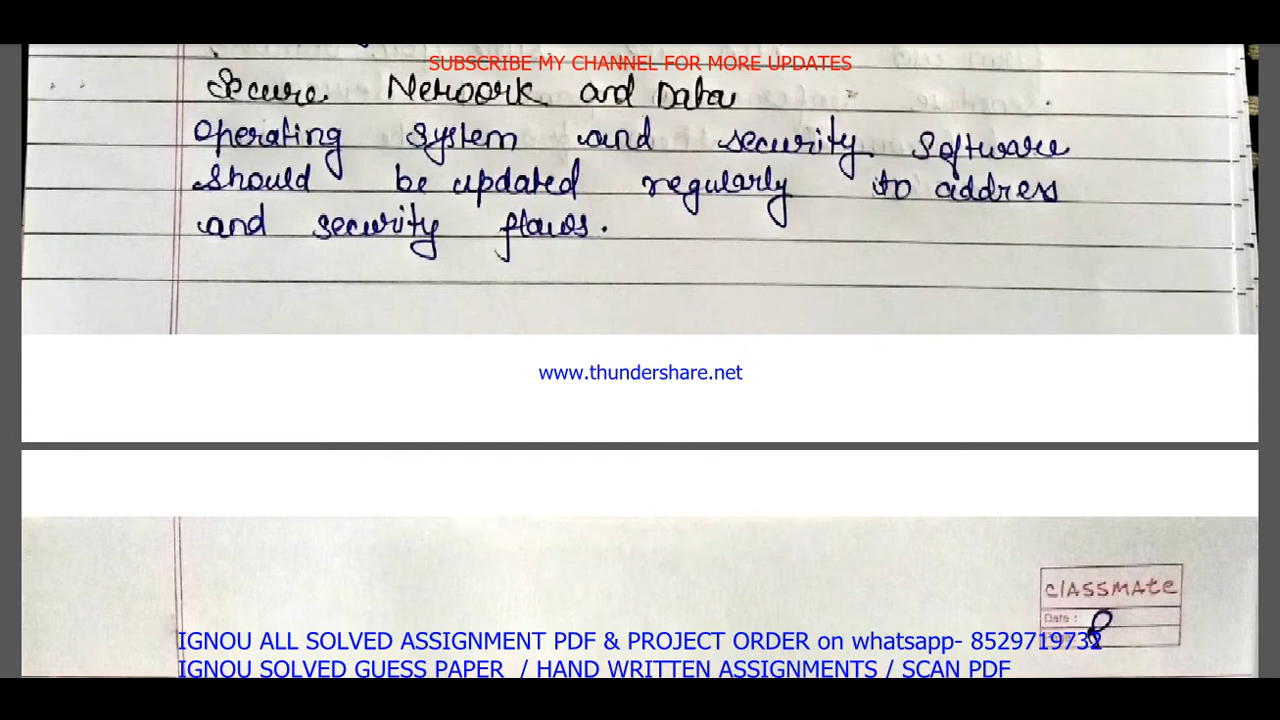 SUBSCRIBE MY CHANNEL FOR MORE UPDATES
Secure Neroork and Data
Operating system and security software
should be updated regularly to address
and security flaws.
www.thundershare.net
CLASSMATE
Date : 8
IGNOU ALL SOLVED ASSIGNMENT PDF & PROJECT ORDER on whatsapp- 8529719732
IGNOU SOLVED GUESS PAPER / HAND WRITTEN ASSIGNMENTS / SCAN PDF